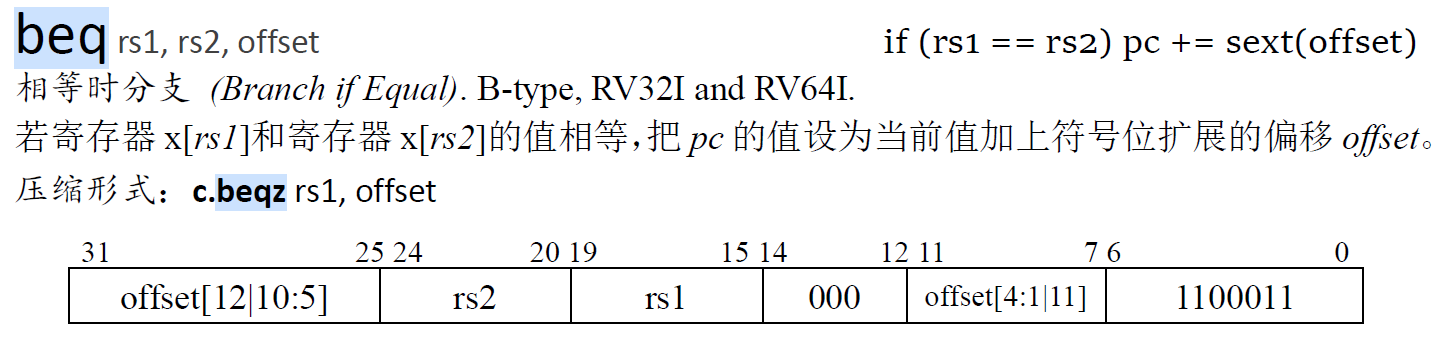 beq rs1, rs2, offset if (rs1 == rs2) pc += sext(offset)
相等时分支 (Branch if Equal). B-type, RV32I and RV64I.
若寄存器 x[rs1]和寄存器 x[rs2]的值相等，把 pc 的值设为当前值加上符号位扩展的偏移 offset。
压缩形式：c.beqz rs1, offset
31 25 24 20 19 15 14 12 11 7 6 0
offset[12|10:5] rs2 rs1 000 offset[4:1|11] 1100011